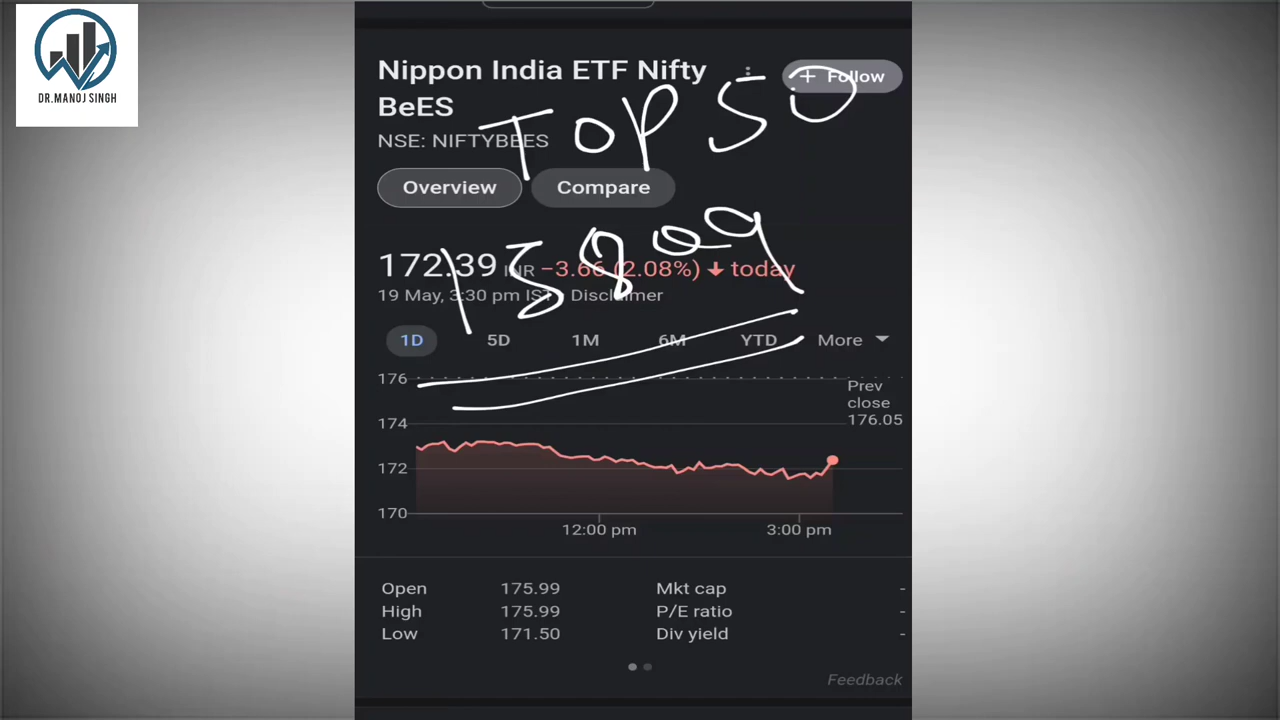 DR.MANOJ SINGH
Nippon India ETF Nifty
BeES
+ Follow
TOP 50
NSE: NIFTYBEES
Overview Compare
15809
172.39 INR −3.66 (2.08%) ↓ today
19 May, 3:30 pm IST · Disclaimer
1D 5D 1M 6M YTD More
176
Prev
close
176.05
174
172
170
12:00 pm 3:00 pm
Open 175.99 Mkt cap -
High 175.99 P/E ratio -
Low 171.50 Div yield -
Feedback